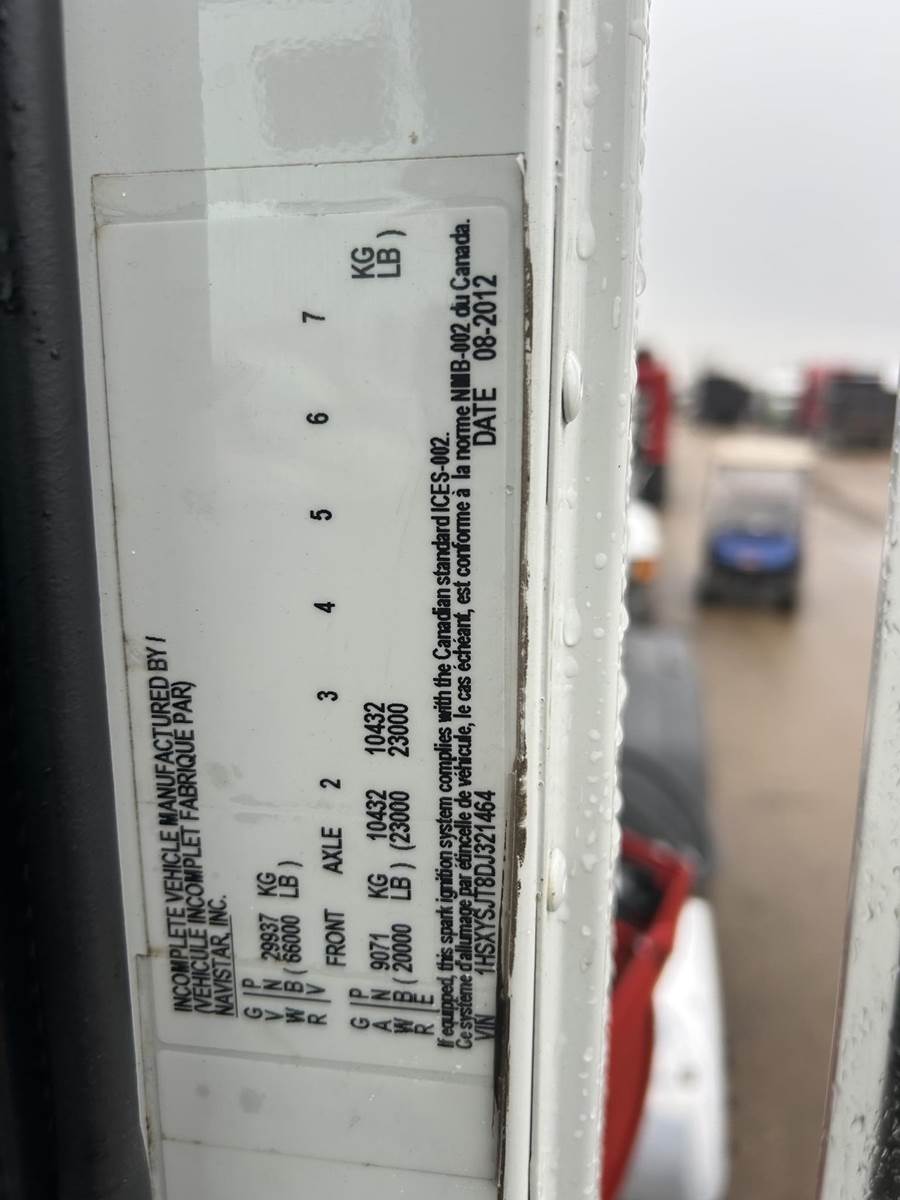 INCOMPLETE VEHICLE MANUFACTURED BY /
(VEHICULE INCOMPLET FABRIQUE PAR)
NAVISTAR, INC.
G P
V N 29937 KG
W B ( 66000 LB )
R V
FRONT AXLE 2 3 4 5 6 7
G P
A N 9071 KG 10432 10432 KG
W B ( 20000 LB ) (23000 23000 LB )
R E
If equipped, this spark ignition system complies with the Canadian standard ICES-002.
Ce système d'allumage par étincelle de véhicule, le cas échéant, est conforme à la norme NMB-002 du Canada.
VIN 1HSXYSJT8DJ321464 DATE 08-2012